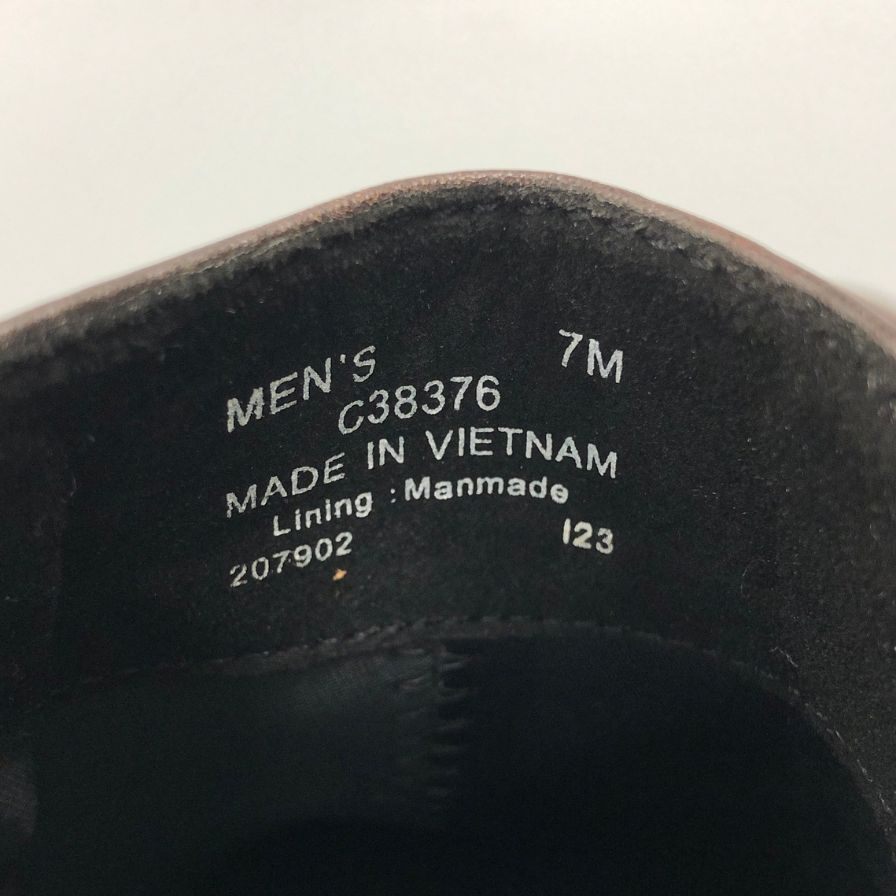 MEN'S 7M
C38376
MADE IN VIETNAM
Lining : Manmade
207902 I23